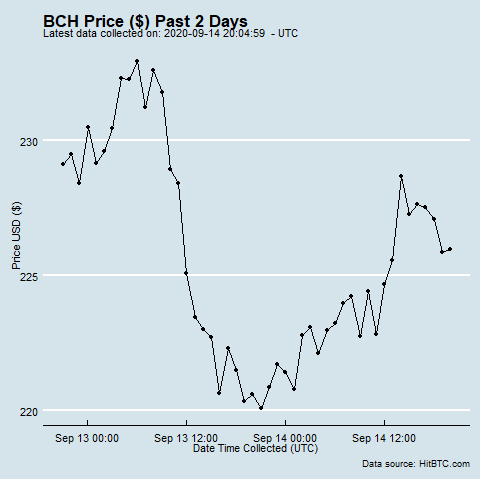 BCH Price ($) Past 2 Days
Latest data collected on: 2020-09-14 20:04:59 - UTC
230
225
220
Price USD ($)
Sep 13 00:00 Sep 13 12:00 Sep 14 00:00 Sep 14 12:00
Date Time Collected (UTC)
Data source: HitBTC.com